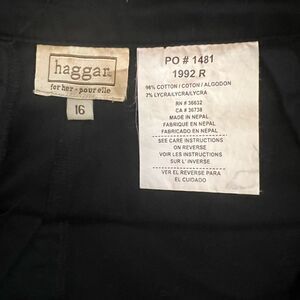 haggar
for her - pour elle
16
PO # 1481
1992 R
98% COTTON / COTON / ALGODON
2% LYCRA/LYCRA/LYCRA
RN # 36632
CA # 36738
MADE IN NEPAL
FABRIQUE EN NEPAL
FABRICADO EN NEPAL
SEE CARE INSTRUCTIONS
ON REVERSE
VOIR LES INSTRUCTIONS
SUR L' INVERSE
VER EL REVERSE PARA
EL CUIDADO